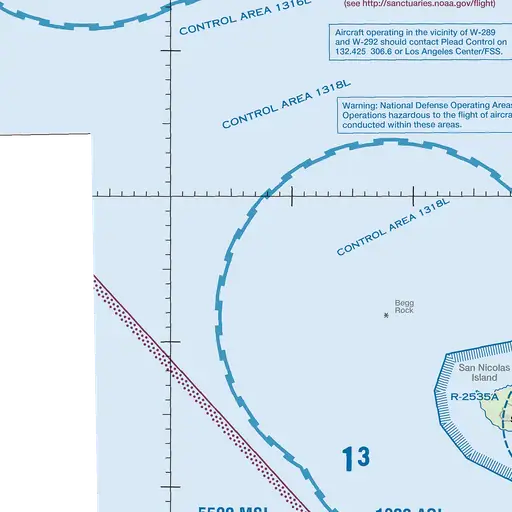 CONTROL AREA 1316L
(see http://sanctuaries.noaa.gov/flight)
Aircraft operating in the vicinity of W-289
and W-292 should contact Plead Control on
132.425 306.6 or Los Angeles Center/FSS.
CONTROL AREA 1318L
Warning: National Defense Operating Areas
Operations hazardous to the flight of aircra
conducted within these areas.
CONTROL AREA 1318L
Begg
Rock
San Nicolas
Island
R-2535A
13